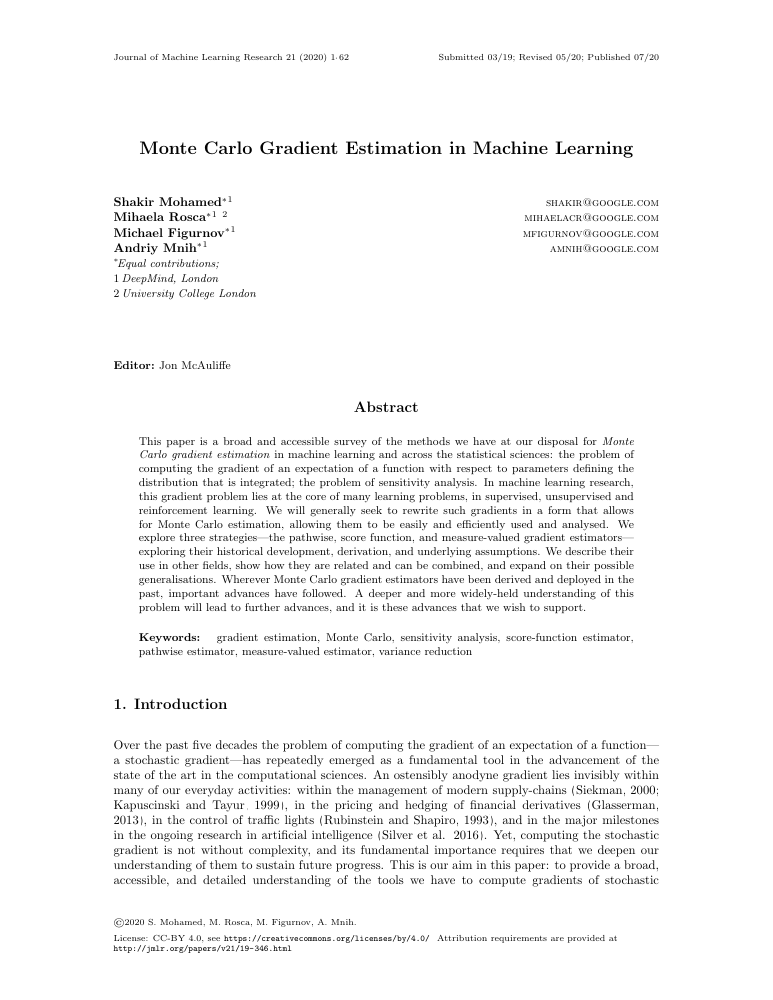 Journal of Machine Learning Research 21 (2020) 1-62 Submitted 03/19; Revised 05/20; Published 07/20
Monte Carlo Gradient Estimation in Machine Learning
Shakir Mohamed*1 SHAKIR@GOOGLE.COM
Mihaela Rosca*1 2 MIHAELACR@GOOGLE.COM
Michael Figurnov*1 MFIGURNOV@GOOGLE.COM
Andriy Mnih*1 AMNIH@GOOGLE.COM
*Equal contributions;
1 DeepMind, London
2 University College London
Editor: Jon McAuliffe
Abstract
This paper is a broad and accessible survey of the methods we have at our disposal for Monte
Carlo gradient estimation in machine learning and across the statistical sciences: the problem of
computing the gradient of an expectation of a function with respect to parameters defining the
distribution that is integrated; the problem of sensitivity analysis. In machine learning research,
this gradient problem lies at the core of many learning problems, in supervised, unsupervised and
reinforcement learning. We will generally seek to rewrite such gradients in a form that allows
for Monte Carlo estimation, allowing them to be easily and efficiently used and analysed. We
explore three strategies—the pathwise, score function, and measure-valued gradient estimators—
exploring their historical development, derivation, and underlying assumptions. We describe their
use in other fields, show how they are related and can be combined, and expand on their possible
generalisations. Wherever Monte Carlo gradient estimators have been derived and deployed in the
past, important advances have followed. A deeper and more widely-held understanding of this
problem will lead to further advances, and it is these advances that we wish to support.
Keywords: gradient estimation, Monte Carlo, sensitivity analysis, score-function estimator,
pathwise estimator, measure-valued estimator, variance reduction
1. Introduction
Over the past five decades the problem of computing the gradient of an expectation of a function—
a stochastic gradient—has repeatedly emerged as a fundamental tool in the advancement of the
state of the art in the computational sciences. An ostensibly anodyne gradient lies invisibly within
many of our everyday activities: within the management of modern supply-chains (Siekman, 2000;
Kapuscinski and Tayur, 1999), in the pricing and hedging of financial derivatives (Glasserman,
2013), in the control of traffic lights (Rubinstein and Shapiro, 1993), and in the major milestones
in the ongoing research in artificial intelligence (Silver et al. 2016). Yet, computing the stochastic
gradient is not without complexity, and its fundamental importance requires that we deepen our
understanding of them to sustain future progress. This is our aim in this paper: to provide a broad,
accessible, and detailed understanding of the tools we have to compute gradients of stochastic
©2020 S. Mohamed, M. Rosca, M. Figurnov, A. Mnih.
License: CC-BY 4.0, see https://creativecommons.org/licenses/by/4.0/ Attribution requirements are provided at
http://jmlr.org/papers/v21/19-346.html